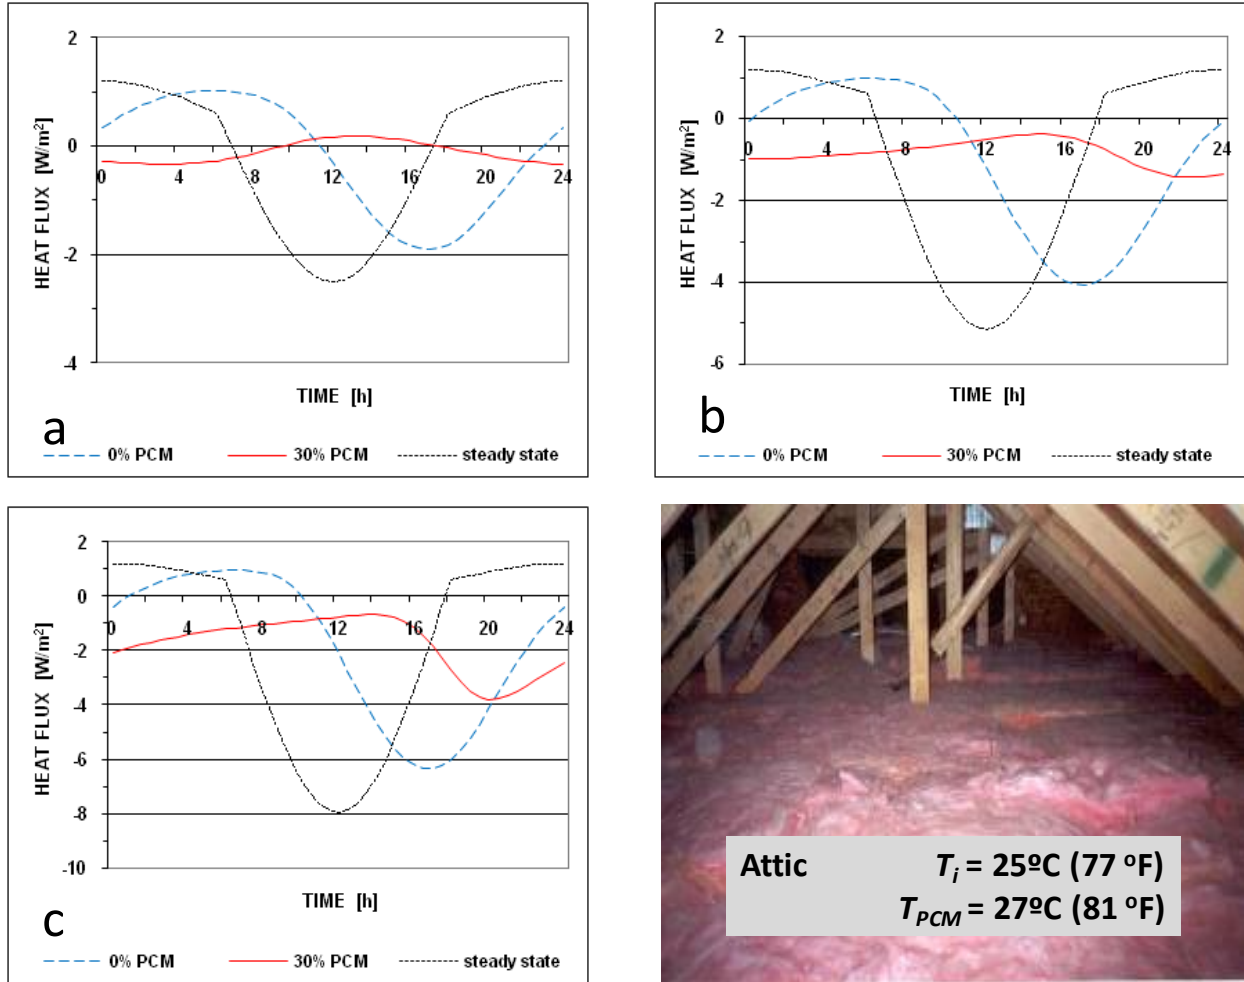 2
0
-2
-4
HEAT FLUX [W/m²]
0 4 8 12 16 20 24
TIME [h]
a
0% PCM 30% PCM steady state
2
0
-2
-4
-6
HEAT FLUX [W/m²]
0 4 8 12 16 20 24
TIME [h]
b
0% PCM 30% PCM steady state
2
0
-2
-4
-6
-8
-10
HEAT FLUX [W/m²]
0 4 8 12 16 20 24
TIME [h]
c
0% PCM 30% PCM steady state
Attic Tᵢ = 25ºC (77 ºF)
T_PCM = 27ºC (81 ºF)